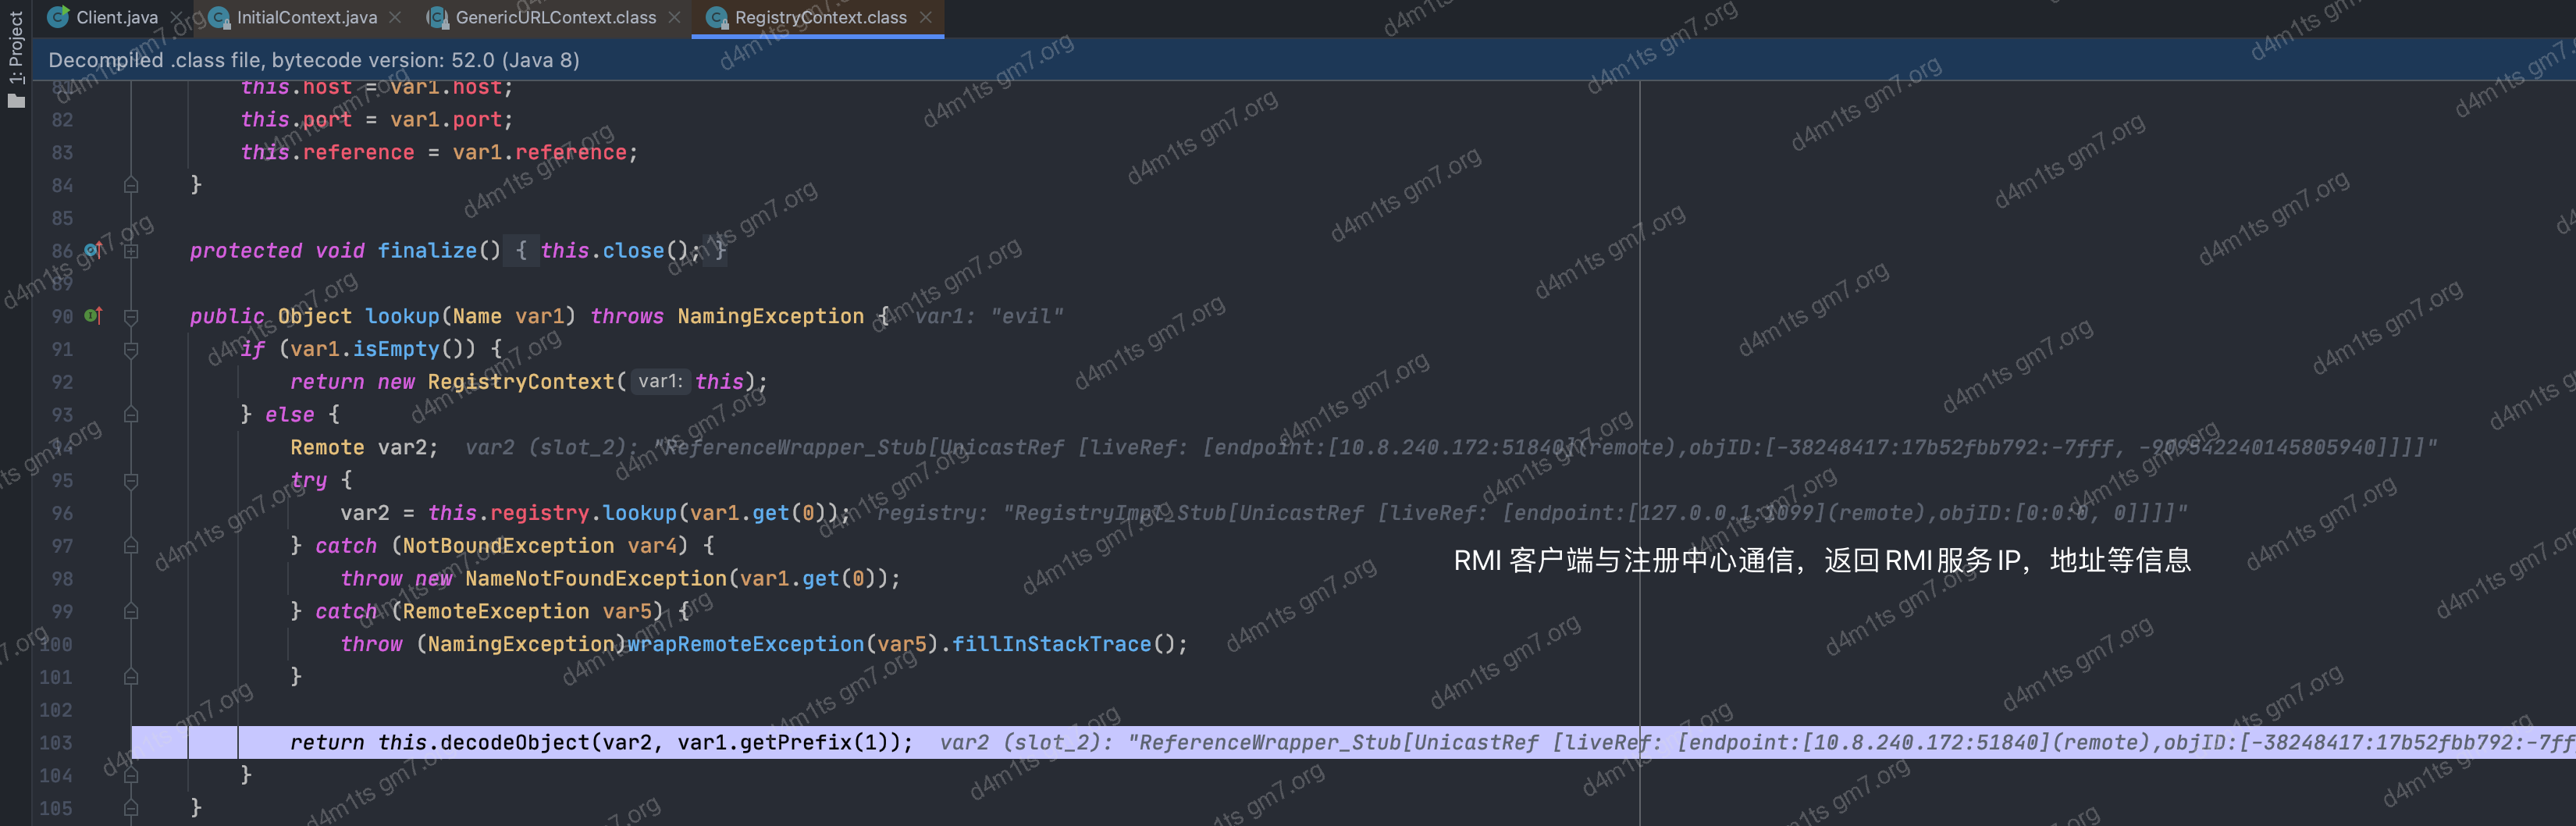 1: Project
Client.java
InitialContext.java
GenericURLContext.class
RegistryContext.class
Decompiled .class file, bytecode version: 52.0 (Java 8)
81 this.host = var1.host;
82 this.port = var1.port;
83 this.reference = var1.reference;
84 }
85
86 protected void finalize() { this.close(); }
89
90 public Object lookup(Name var1) throws NamingException { var1: "evil"
91 if (var1.isEmpty()) {
92 return new RegistryContext( var1: this);
93 } else {
94 Remote var2; var2 (slot_2): "ReferenceWrapper_Stub[UnicastRef [liveRef: [endpoint:[10.8.240.172:51840](remote),objID:[-38248417:17b52fbb792:-7fff, -909542240145805940]]]]"
95 try {
96 var2 = this.registry.lookup(var1.get(0)); registry: "RegistryImpl_Stub[UnicastRef [liveRef: [endpoint:[127.0.0.1:1099](remote),objID:[0:0:0, 0]]]]"
97 } catch (NotBoundException var4) {
RMI 客户端与注册中心通信，返回RMI服务IP，地址等信息
98 throw new NameNotFoundException(var1.get(0));
99 } catch (RemoteException var5) {
100 throw (NamingException)wrapRemoteException(var5).fillInStackTrace();
101 }
102
103 return this.decodeObject(var2, var1.getPrefix(1)); var2 (slot_2): "ReferenceWrapper_Stub[UnicastRef [liveRef: [endpoint:[10.8.240.172:51840](remote),objID:[-38248417:17b52fbb792:-7ff
104 }
105 }
d4m1ts gm7.org